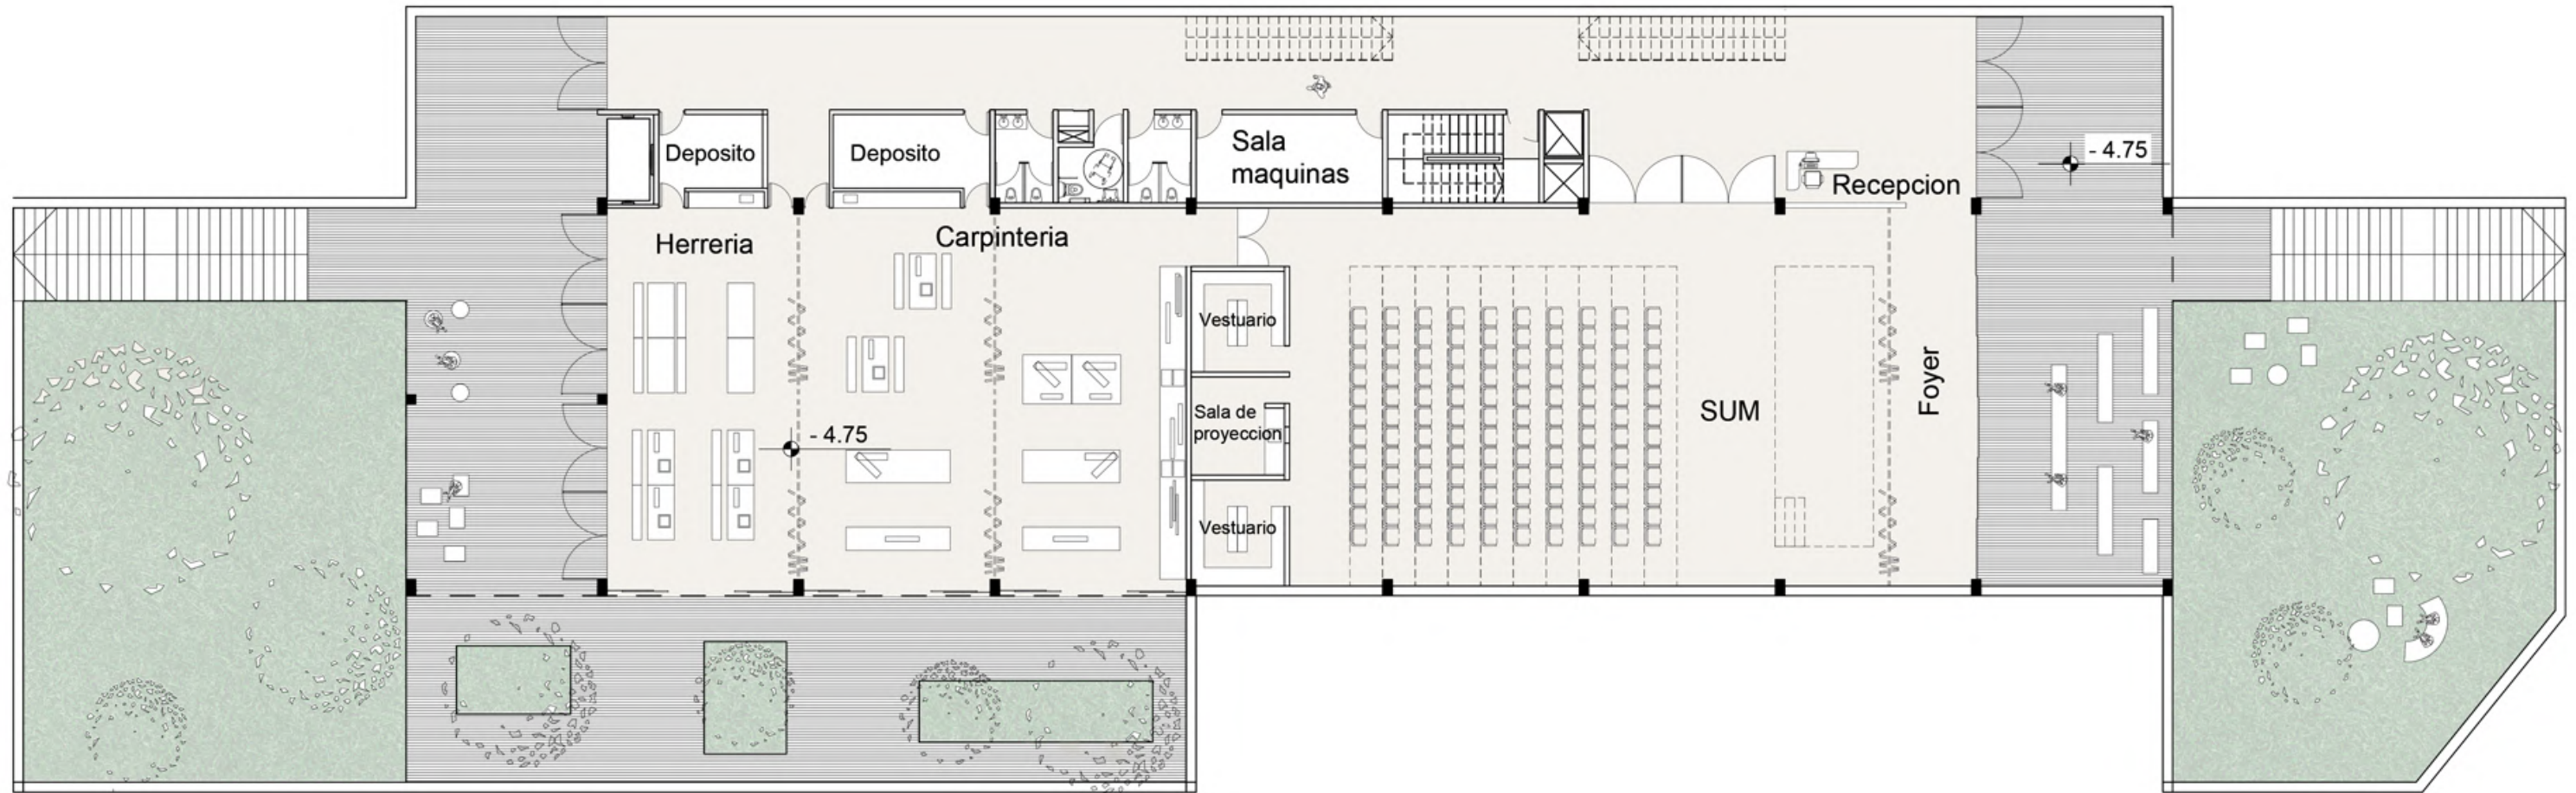 Deposito
Deposito
Sala
maquinas
- 4.75
Recepcion
Herreria
Carpinteria
Vestuario
Foyer
SUM
Sala de
proyeccion
- 4.75
Vestuario